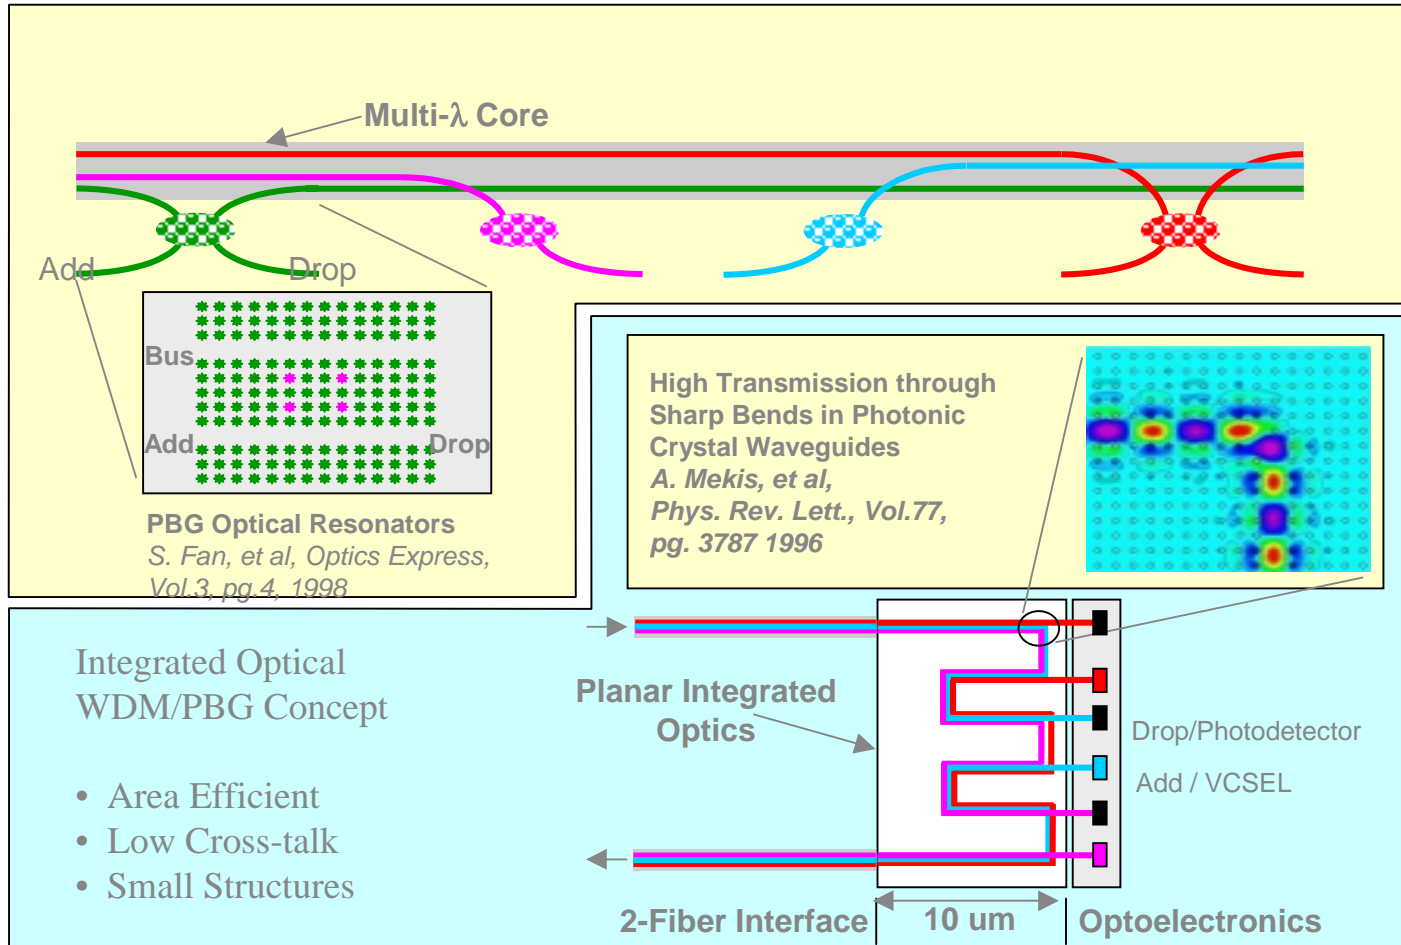 Multi-λ Core
Add
Drop
Bus
Add
Drop
PBG Optical Resonators
S. Fan, et al, Optics Express,
Vol.3, pg.4, 1998
High Transmission through
Sharp Bends in Photonic
Crystal Waveguides
A. Mekis, et al,
Phys. Rev. Lett., Vol.77,
pg. 3787 1996
Integrated Optical
WDM/PBG Concept
• Area Efficient
• Low Cross-talk
• Small Structures
Planar Integrated
Optics
Drop/Photodetector
Add / VCSEL
2-Fiber Interface
10 um
Optoelectronics